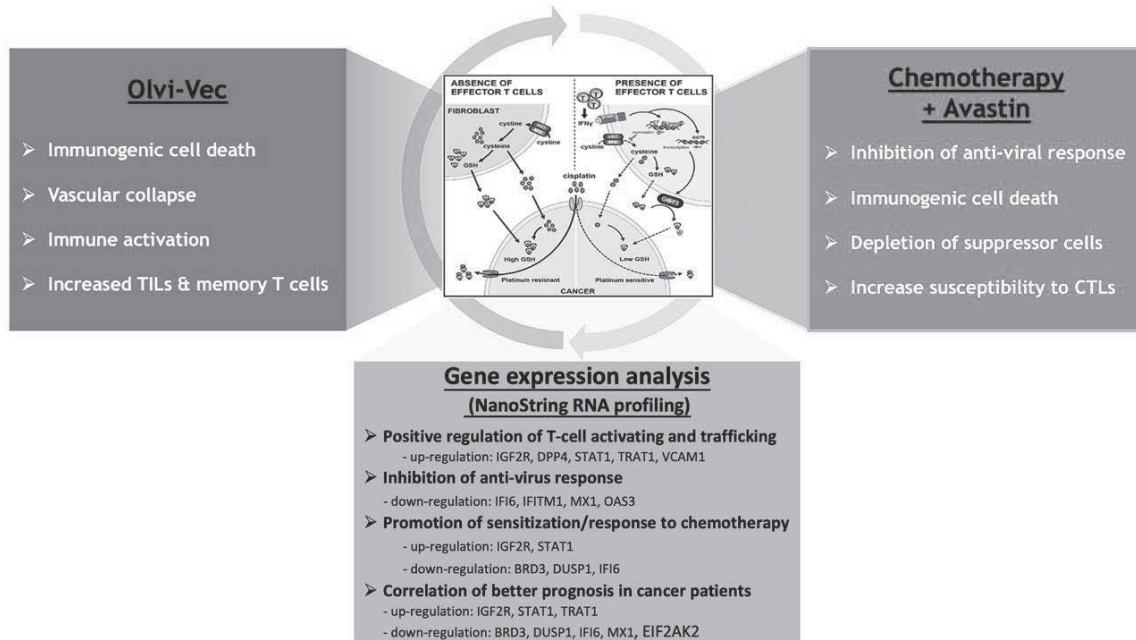 Olvi-Vec
➢ Immunogenic cell death
➢ Vascular collapse
➢ Immune activation
➢ Increased TILs & memory T cells
ABSENCE OF
EFFECTOR T CELLS
PRESENCE OF
EFFECTOR T CELLS
FIBROBLAST
cystine
cystine
cysteine
GSH
cisplatin
High GSH
Platinum resistant
IFNγ
cystine
cysteine
GSH
transcription
GGT5
Low GSH
Platinum sensitive
CANCER
Chemotherapy
+ Avastin
➢ Inhibition of anti-viral response
➢ Immunogenic cell death
➢ Depletion of suppressor cells
➢ Increase susceptibility to CTLs
Gene expression analysis
(NanoString RNA profiling)
➢ Positive regulation of T-cell activating and trafficking
- up-regulation: IGF2R, DPP4, STAT1, TRAT1, VCAM1
➢ Inhibition of anti-virus response
- down-regulation: IFI6, IFITM1, MX1, OAS3
➢ Promotion of sensitization/response to chemotherapy
- up-regulation: IGF2R, STAT1
- down-regulation: BRD3, DUSP1, IFI6
➢ Correlation of better prognosis in cancer patients
- up-regulation: IGF2R, STAT1, TRAT1
- down-regulation: BRD3, DUSP1, IFI6, MX1, EIF2AK2